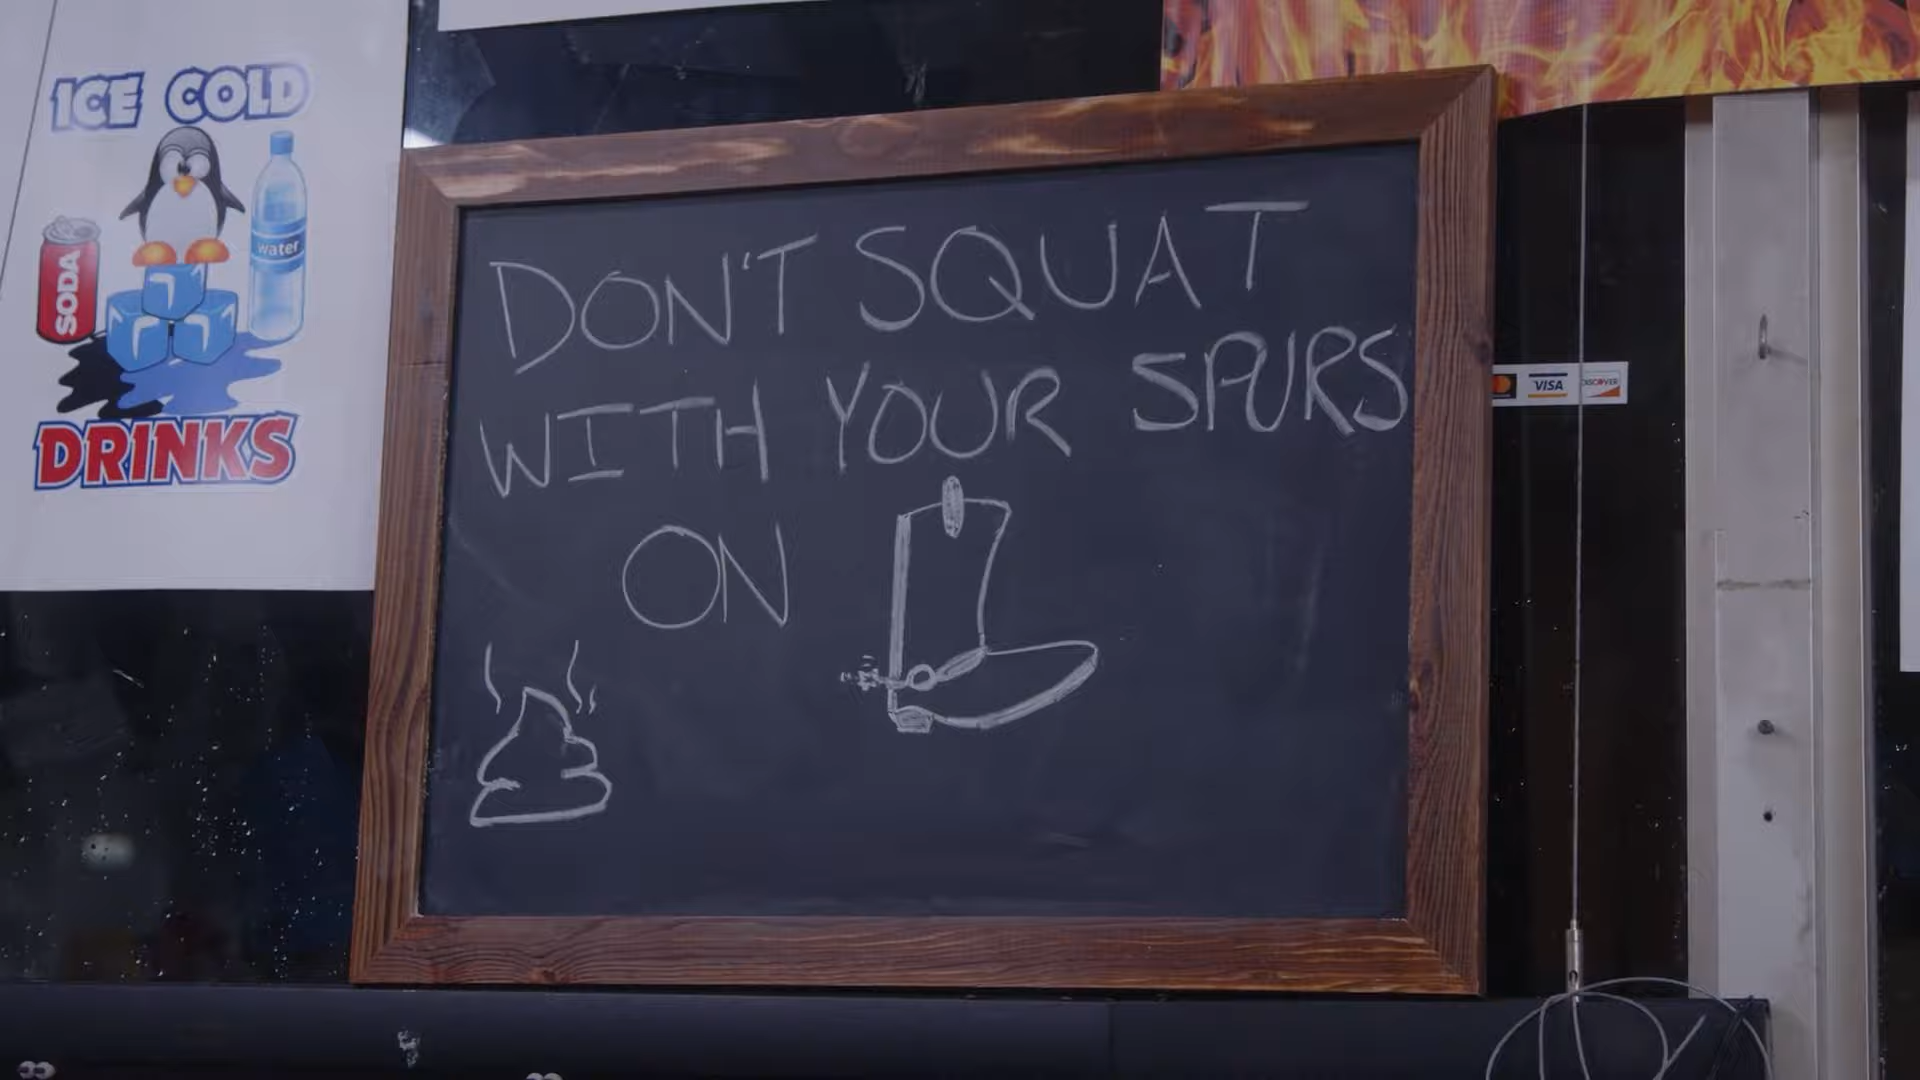 ICE COLD
SODA
water
DRINKS
DON'T SQUAT
WITH YOUR SPURS
ON
VISA
DISCOVER